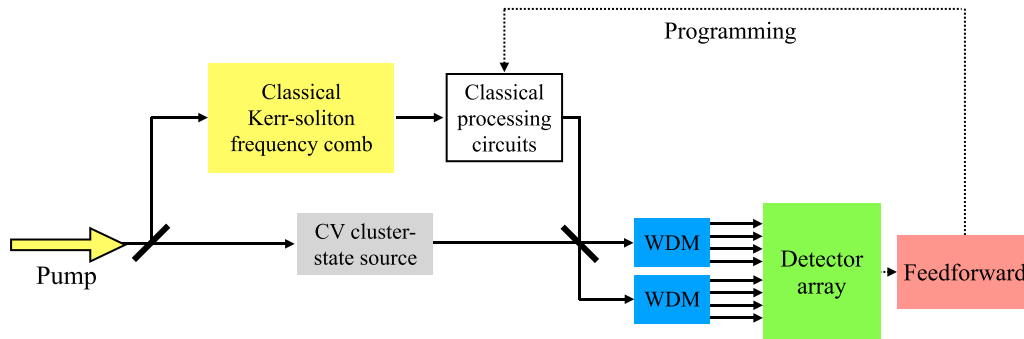 Programming
Classical
Kerr-soliton
frequency comb
Classical
processing
circuits
Pump
CV cluster-
state source
WDM
WDM
Detector
array
Feedforward